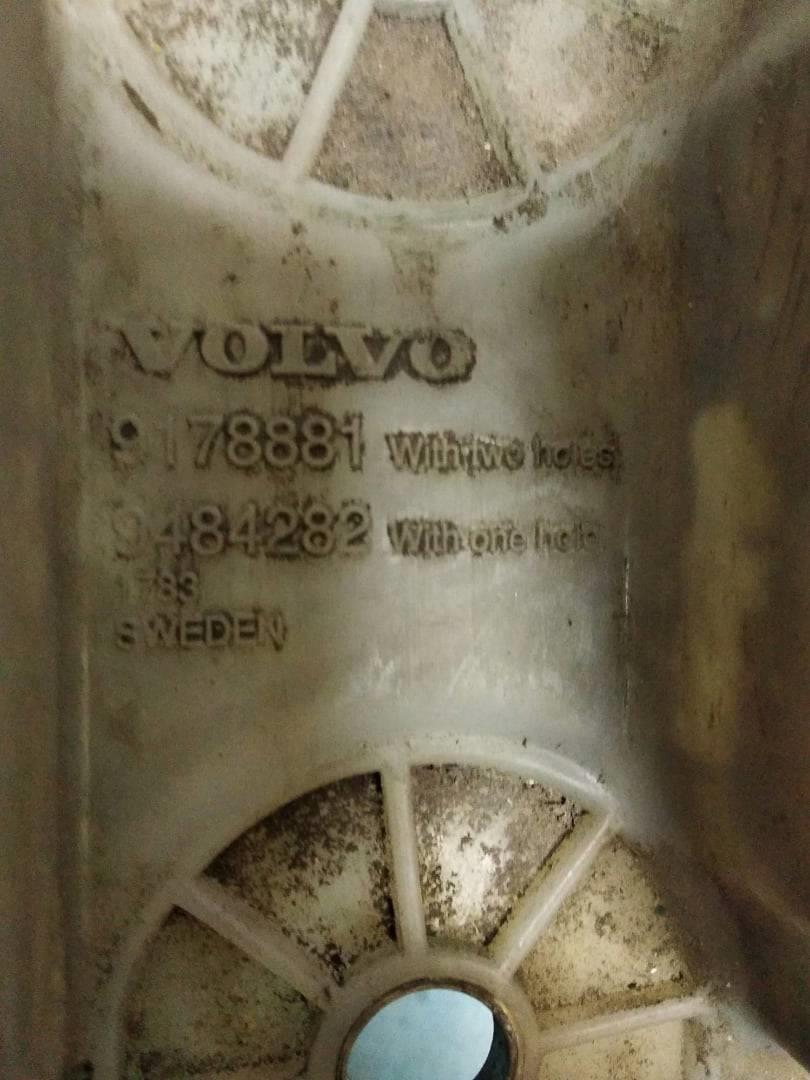 VOLVO
9178881 With two holes
9484282 With one hole
1783
SWEDEN